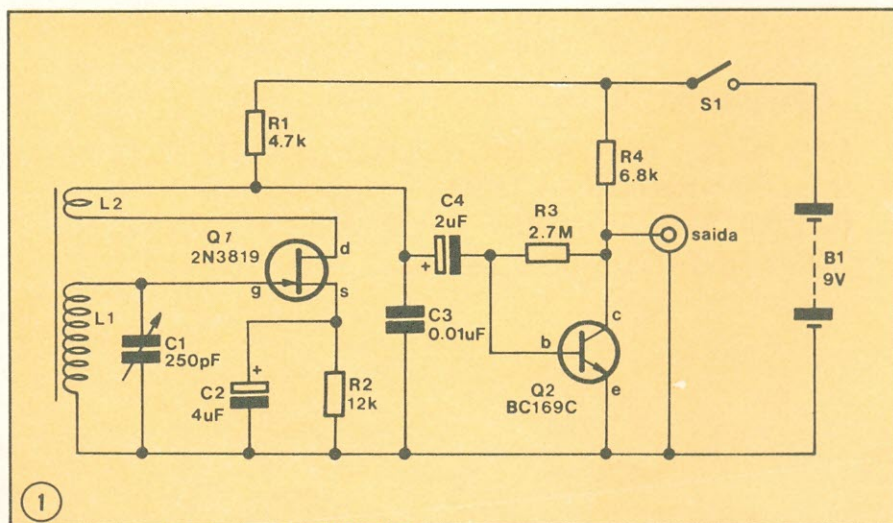 S1
R1
4.7k
R4
6.8k
L2
C4
2uF
R3
2.7M
saida
Q1
2N3819
d
+
B1
9V
g
s
L1
C3
0.01uF
c
C1
250pF
b
+
C2
4uF
R2
12k
Q2
BC169C
e
1